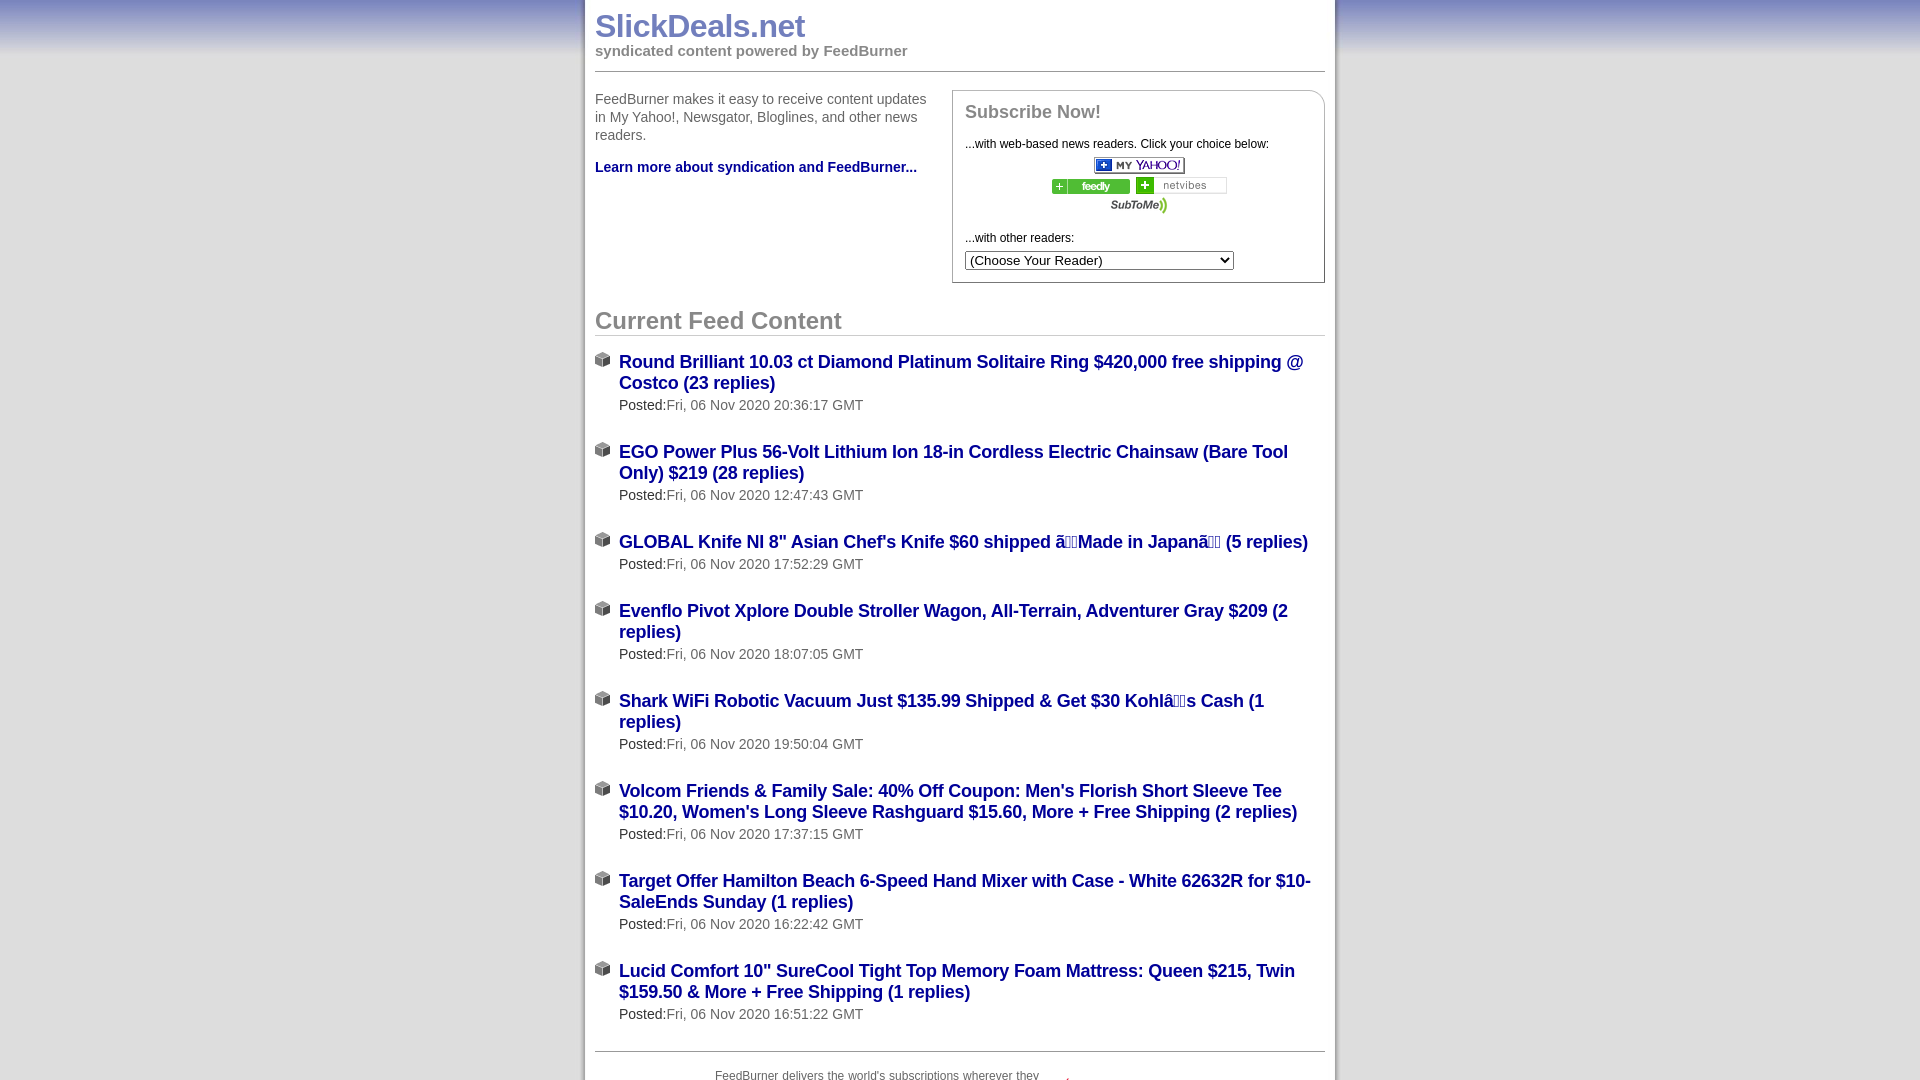 SlickDeals.net
syndicated content powered by FeedBurner
FeedBurner makes it easy to receive content updates
in My Yahoo!, Newsgator, Bloglines, and other news
readers.
Learn more about syndication and FeedBurner...
Subscribe Now!
...with web-based news readers. Click your choice below:
MY YAHOO!
feedly netvibes
SubToMe
...with other readers:
(Choose Your Reader)
Current Feed Content
Round Brilliant 10.03 ct Diamond Platinum Solitaire Ring $420,000 free shipping @
Costco (23 replies)
Posted:Fri, 06 Nov 2020 20:36:17 GMT
EGO Power Plus 56-Volt Lithium Ion 18-in Cordless Electric Chainsaw (Bare Tool
Only) $219 (28 replies)
Posted:Fri, 06 Nov 2020 12:47:43 GMT
GLOBAL Knife NI 8" Asian Chef's Knife $60 shipped ã▯▯Made in Japanã▯▯ (5 replies)
Posted:Fri, 06 Nov 2020 17:52:29 GMT
Evenflo Pivot Xplore Double Stroller Wagon, All-Terrain, Adventurer Gray $209 (2
replies)
Posted:Fri, 06 Nov 2020 18:07:05 GMT
Shark WiFi Robotic Vacuum Just $135.99 Shipped & Get $30 Kohlâ▯▯s Cash (1
replies)
Posted:Fri, 06 Nov 2020 19:50:04 GMT
Volcom Friends & Family Sale: 40% Off Coupon: Men's Florish Short Sleeve Tee
$10.20, Women's Long Sleeve Rashguard $15.60, More + Free Shipping (2 replies)
Posted:Fri, 06 Nov 2020 17:37:15 GMT
Target Offer Hamilton Beach 6-Speed Hand Mixer with Case - White 62632R for $10-
SaleEnds Sunday (1 replies)
Posted:Fri, 06 Nov 2020 16:22:42 GMT
Lucid Comfort 10" SureCool Tight Top Memory Foam Mattress: Queen $215, Twin
$159.50 & More + Free Shipping (1 replies)
Posted:Fri, 06 Nov 2020 16:51:22 GMT
FeedBurner delivers the world's subscriptions wherever they